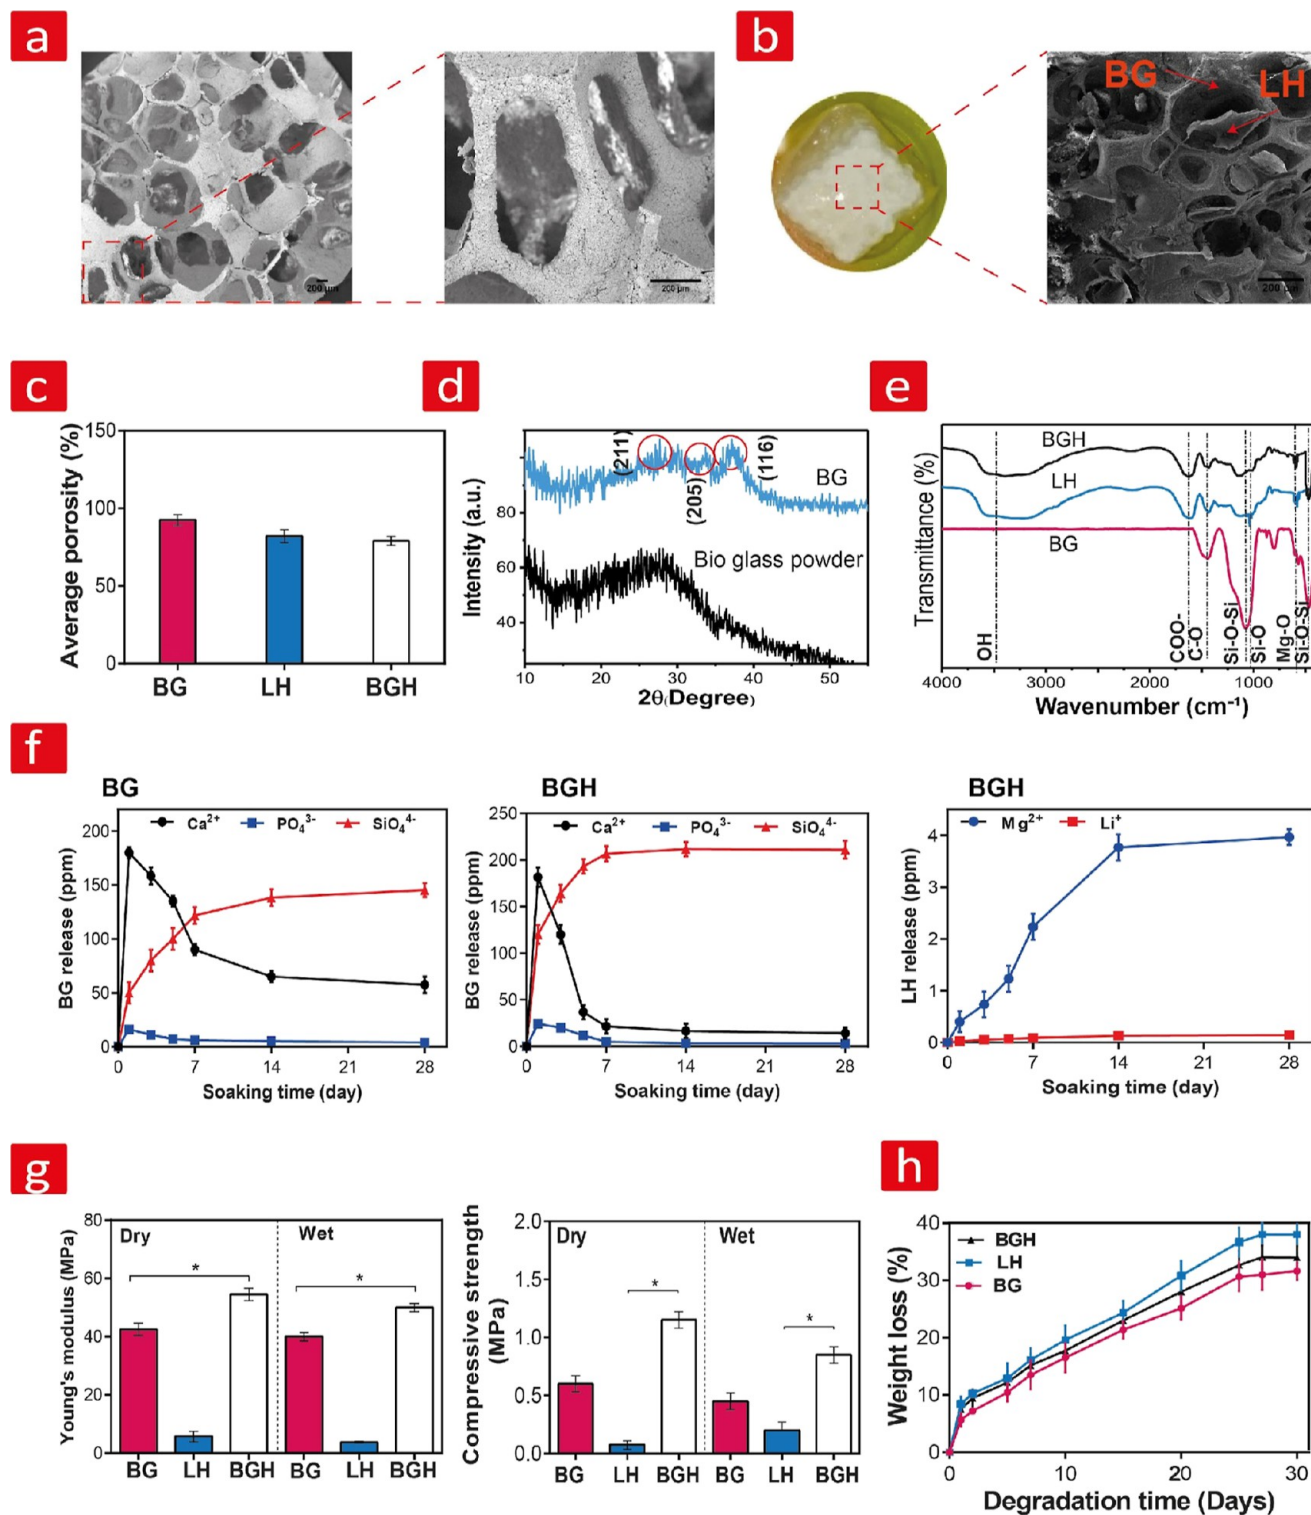 a
200 µm
200 µm
b
BG
LH
200 µm
c
Average porosity (%)
150
100
50
0
BG
LH
BGH
d
Intensity (a.u.)
80
60
40
(211)
(205)
(116)
BG
Bio glass powder
10
20
30
40
50
2θ(Degree)
e
Transmittance (%)
BGH
LH
BG
OH
COO-
C-O
Si-O-Si
Si-O
Mg-O
Si-O-Si
4000
3000
2000
1000
Wavenumber (cm⁻¹)
f
BG
Ca²⁺
PO₄³⁻
SiO₄⁴⁻
BG release (ppm)
200
150
100
50
0
0
7
14
21
28
Soaking time (day)
BGH
Ca²⁺
PO₄³⁻
SiO₄⁴⁻
BG release (ppm)
250
200
150
100
50
0
0
7
14
21
28
Soaking time (day)
BGH
Mg²⁺
Li⁺
LH release (ppm)
4
3
2
1
0
0
7
14
21
28
Soaking time (day)
g
Young's modulus (MPa)
80
60
40
20
0
Dry
Wet
*
*
BG
LH
BGH
BG
LH
BGH
Compressive strength
(MPa)
2.0
1.5
1.0
0.5
0.0
Dry
Wet
*
*
BG
LH
BGH
BG
LH
BGH
h
Weight loss (%)
40
30
20
10
0
BGH
LH
BG
0
10
20
30
Degradation time (Days)